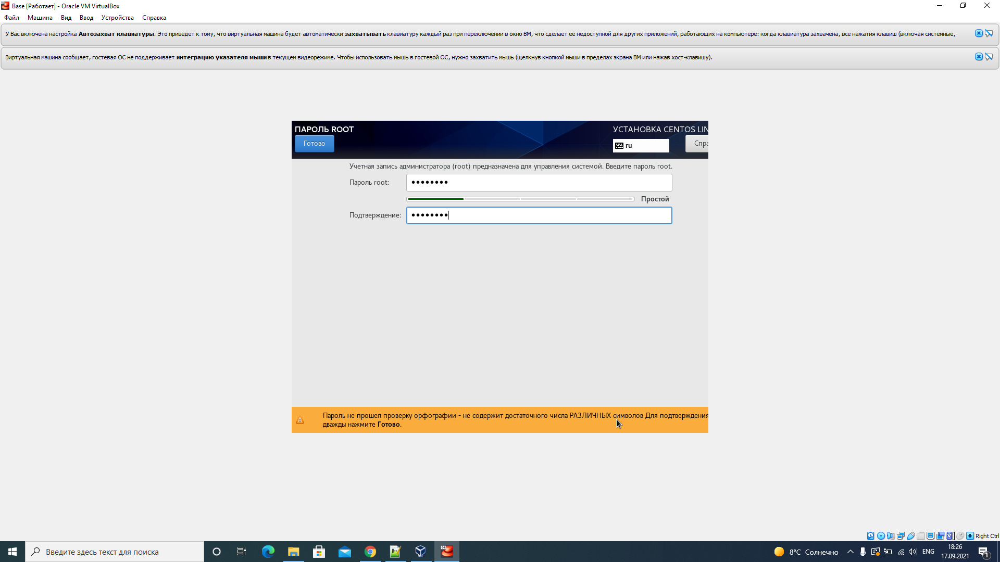 Base [Работает] - Oracle VM VirtualBox
Файл Машина Вид Ввод Устройства Справка
У Вас включена настройка Автозахват клавиатуры. Это приведет к тому, что виртуальная машина будет автоматически захватывать клавиатуру каждый раз при переключении в окно ВМ, что сделает её недоступной для других приложений, работающих на компьютере: когда клавиатура захвачена, все нажатия клавиш (включая системные,
Виртуальная машина сообщает, гостевая ОС не поддерживает интеграцию указателя мыши в текущем видеорежиме. Чтобы использовать мышь в гостевой ОС, нужно захватить мышь (щелкнув кнопкой мыши в пределах экрана ВМ или нажав хост-клавишу).
ПАРОЛЬ ROOT УСТАНОВКА CENTOS LIN
Готово ru Спра
Учетная запись администратора (root) предназначена для управления системой. Введите пароль root.
Пароль root: ●●●●●●●●
Простой
Подтверждение: ●●●●●●●●
Пароль не прошел проверку орфографии - не содержит достаточного числа РАЗЛИЧНЫХ символов Для подтверждения
дважды нажмите Готово.
Right Ctrl
Введите здесь текст для поиска
8°C Солнечно ENG 18:26
17.09.2021
1